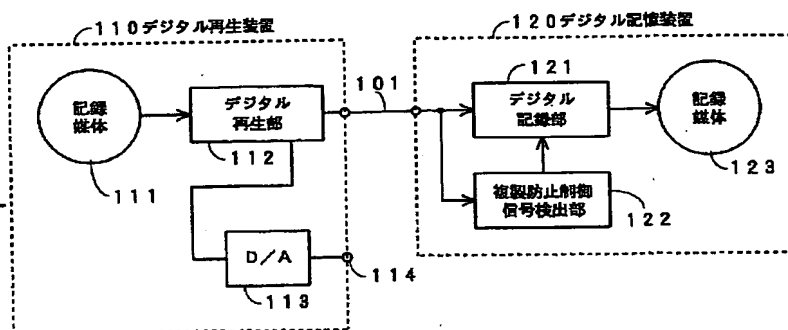 110デジタル再生装置
記録
媒体
111
デジタル
再生部
112
D/A
113
114
101
120デジタル記憶装置
121
デジタル
記録部
複製防止制御
信号検出部
122
記録
媒体
123